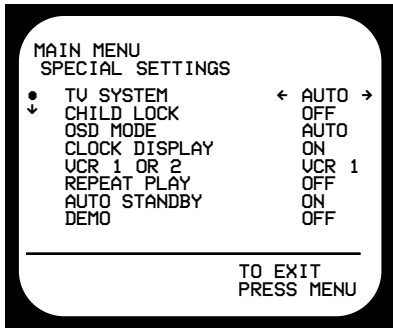 MAIN MENU
SPECIAL SETTINGS
TV SYSTEM ← AUTO →
CHILD LOCK OFF
OSD MODE AUTO
CLOCK DISPLAY ON
VCR 1 OR 2 VCR 1
REPEAT PLAY OFF
AUTO STANDBY ON
DEMO OFF
TO EXIT
PRESS MENU